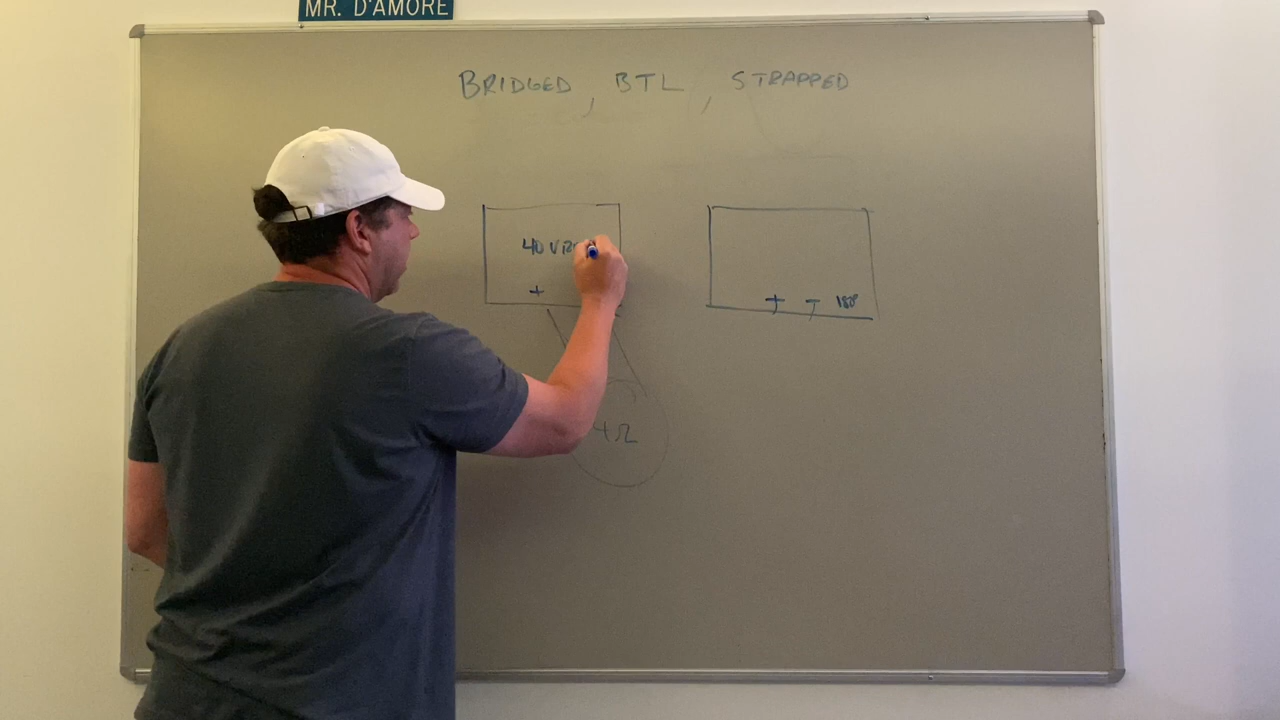 MR. D'AMORE
BRIDGED, BTL, STRAPPED
40 V
+
+ - 180°
4Ω